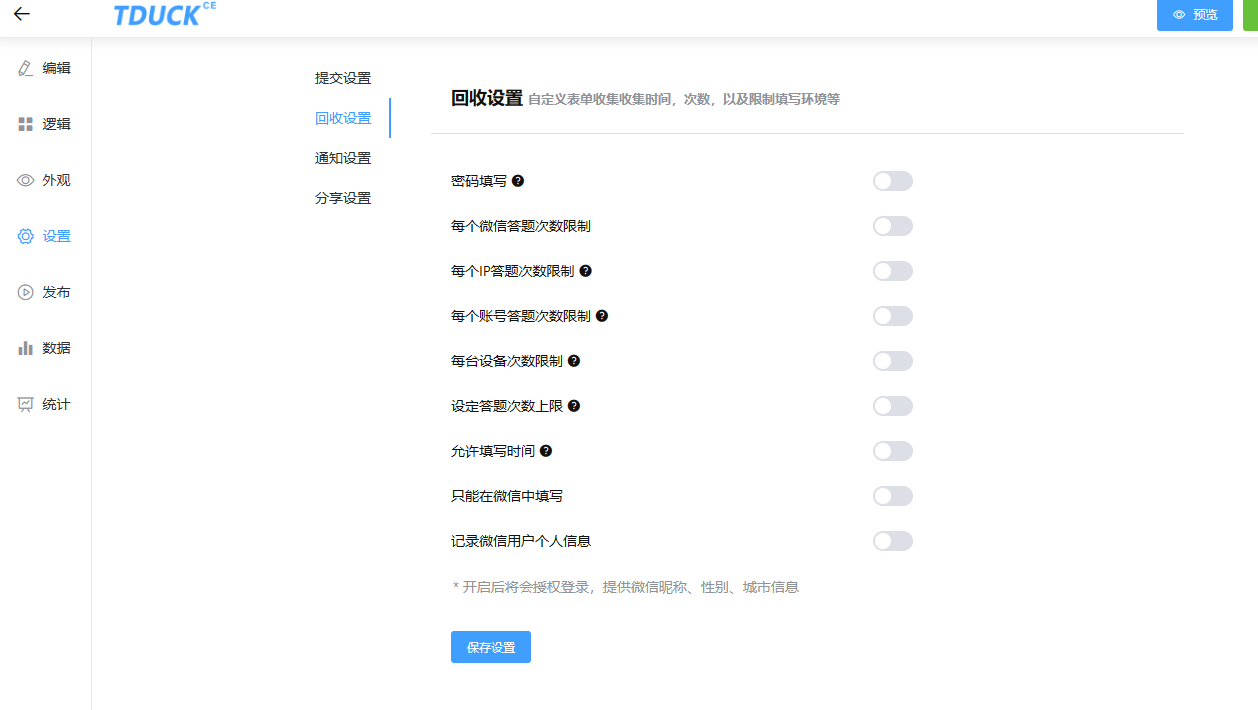 TDUCK CE
预览
编辑
逻辑
外观
设置
发布
数据
统计
提交设置
回收设置
通知设置
分享设置
回收设置 自定义表单收集收集时间，次数，以及限制填写环境等
密码填写
每个微信答题次数限制
每个IP答题次数限制
每个账号答题次数限制
每台设备次数限制
设定答题次数上限
允许填写时间
只能在微信中填写
记录微信用户个人信息
* 开启后将会授权登录，提供微信昵称、性别、城市信息
保存设置